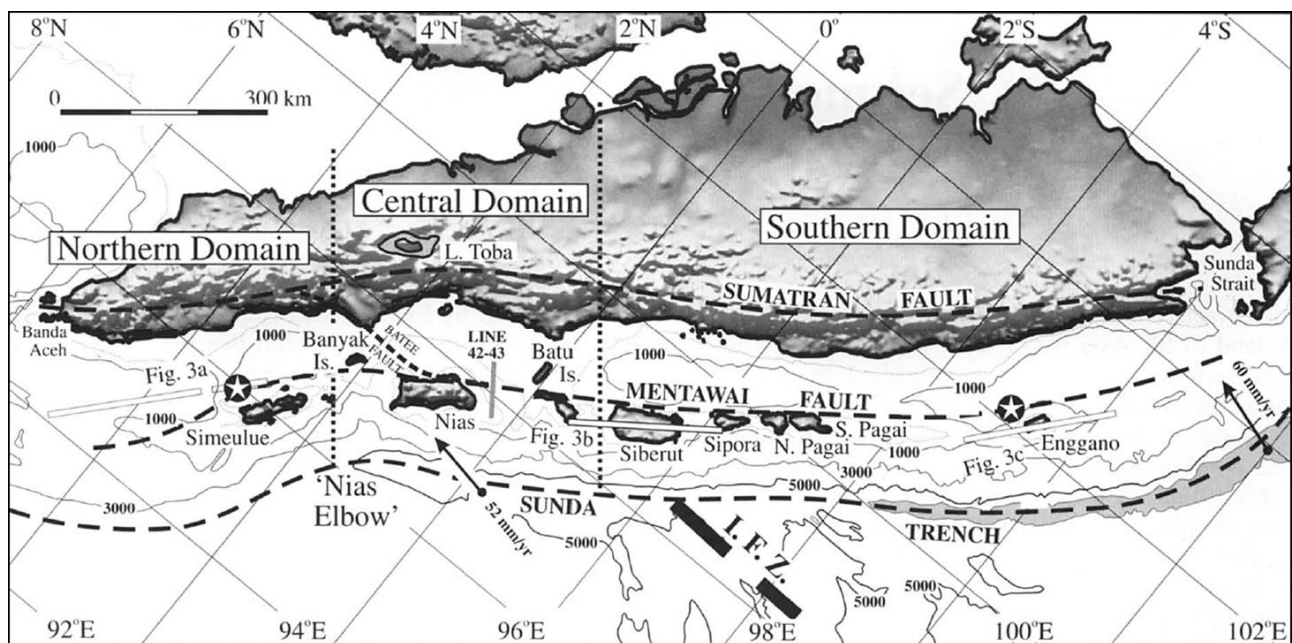 8°N
6°N
4°N
2°N
0°
2°S
4°S
0
300 km
1000
Central Domain
Northern Domain
Southern Domain
L. Toba
SUMATRAN FAULT
Sunda
Strait
Banda
Aceh
1000
Banyak
Is.
BATEE
FAULT
LINE
42-43
Batu
Is.
1000
1000
Fig. 3a
1000
MENTAWAI FAULT
60 mm/yr
Simeulue
Nias
Fig. 3b
Siberut
Sipora
N. Pagai
S. Pagai
1000
Fig. 3c
Enggano
3000
3000
5000
5000
'Nias
Elbow'
52 mm/yr
SUNDA
TRENCH
I. F. Z.
5000
5000
5000
5000
92°E
94°E
96°E
98°E
100°E
102°E